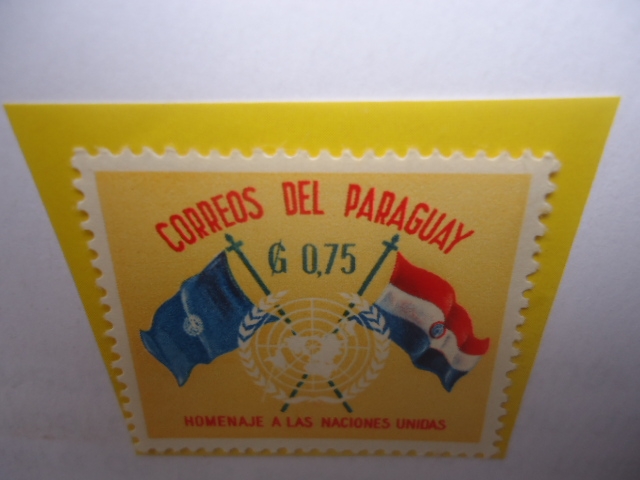 CORREOS DEL PARAGUAY
₲ 0,75
HOMENAJE A LAS NACIONES UNIDAS